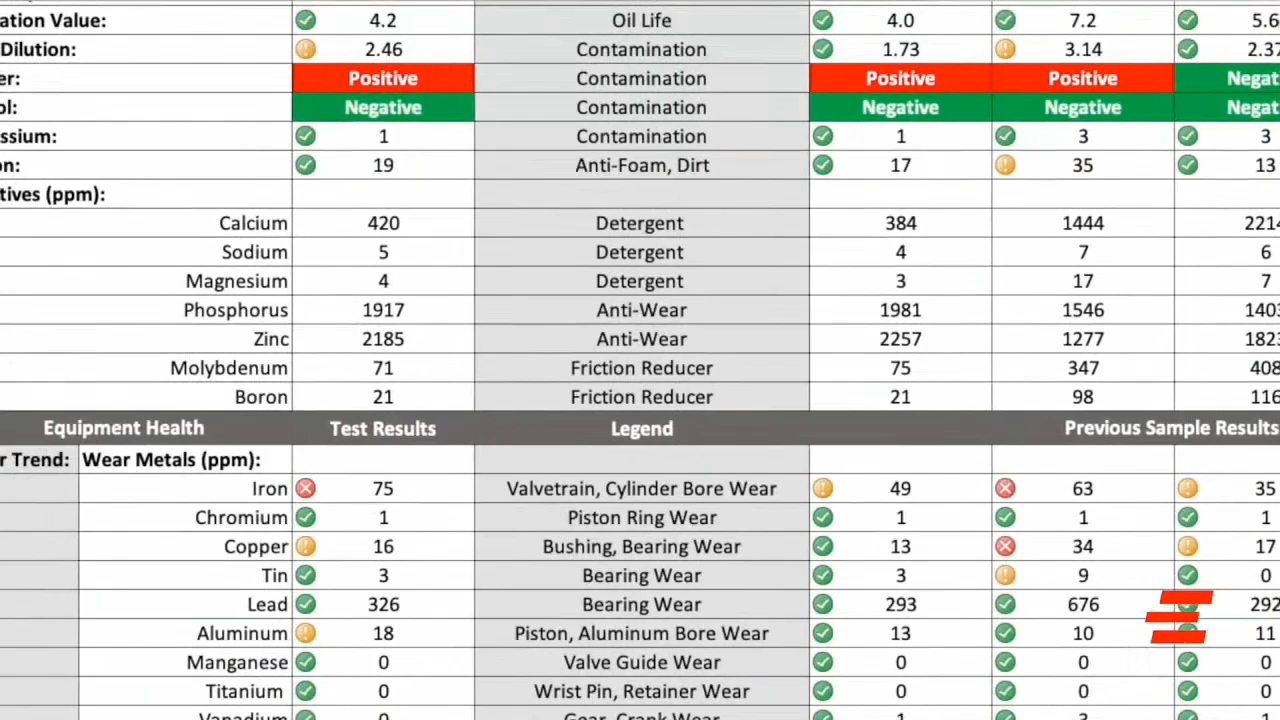 ation Value: 4.2 Oil Life 4.0 7.2 5.6
Dilution: 2.46 Contamination 1.73 3.14 2.37
er: Positive Contamination Positive Positive Negat
ol: Negative Contamination Negative Negative Negat
ssium: 1 Contamination 1 3 3
on: 19 Anti-Foam, Dirt 17 35 13
tives (ppm):
Calcium 420 Detergent 384 1444 2214
Sodium 5 Detergent 4 7 6
Magnesium 4 Detergent 3 17 7
Phosphorus 1917 Anti-Wear 1981 1546 1403
Zinc 2185 Anti-Wear 2257 1277 1823
Molybdenum 71 Friction Reducer 75 347 408
Boron 21 Friction Reducer 21 98 116
Equipment Health Test Results Legend Previous Sample Results
r Trend: Wear Metals (ppm):
Iron 75 Valvetrain, Cylinder Bore Wear 49 63 35
Chromium 1 Piston Ring Wear 1 1 1
Copper 16 Bushing, Bearing Wear 13 34 17
Tin 3 Bearing Wear 3 9 0
Lead 326 Bearing Wear 293 676 292
Aluminum 18 Piston, Aluminum Bore Wear 13 10 11
Manganese 0 Valve Guide Wear 0 0 0
Titanium 0 Wrist Pin, Retainer Wear 0 0 0
Vanadium 0 Gear, Crank Wear 1 3 1